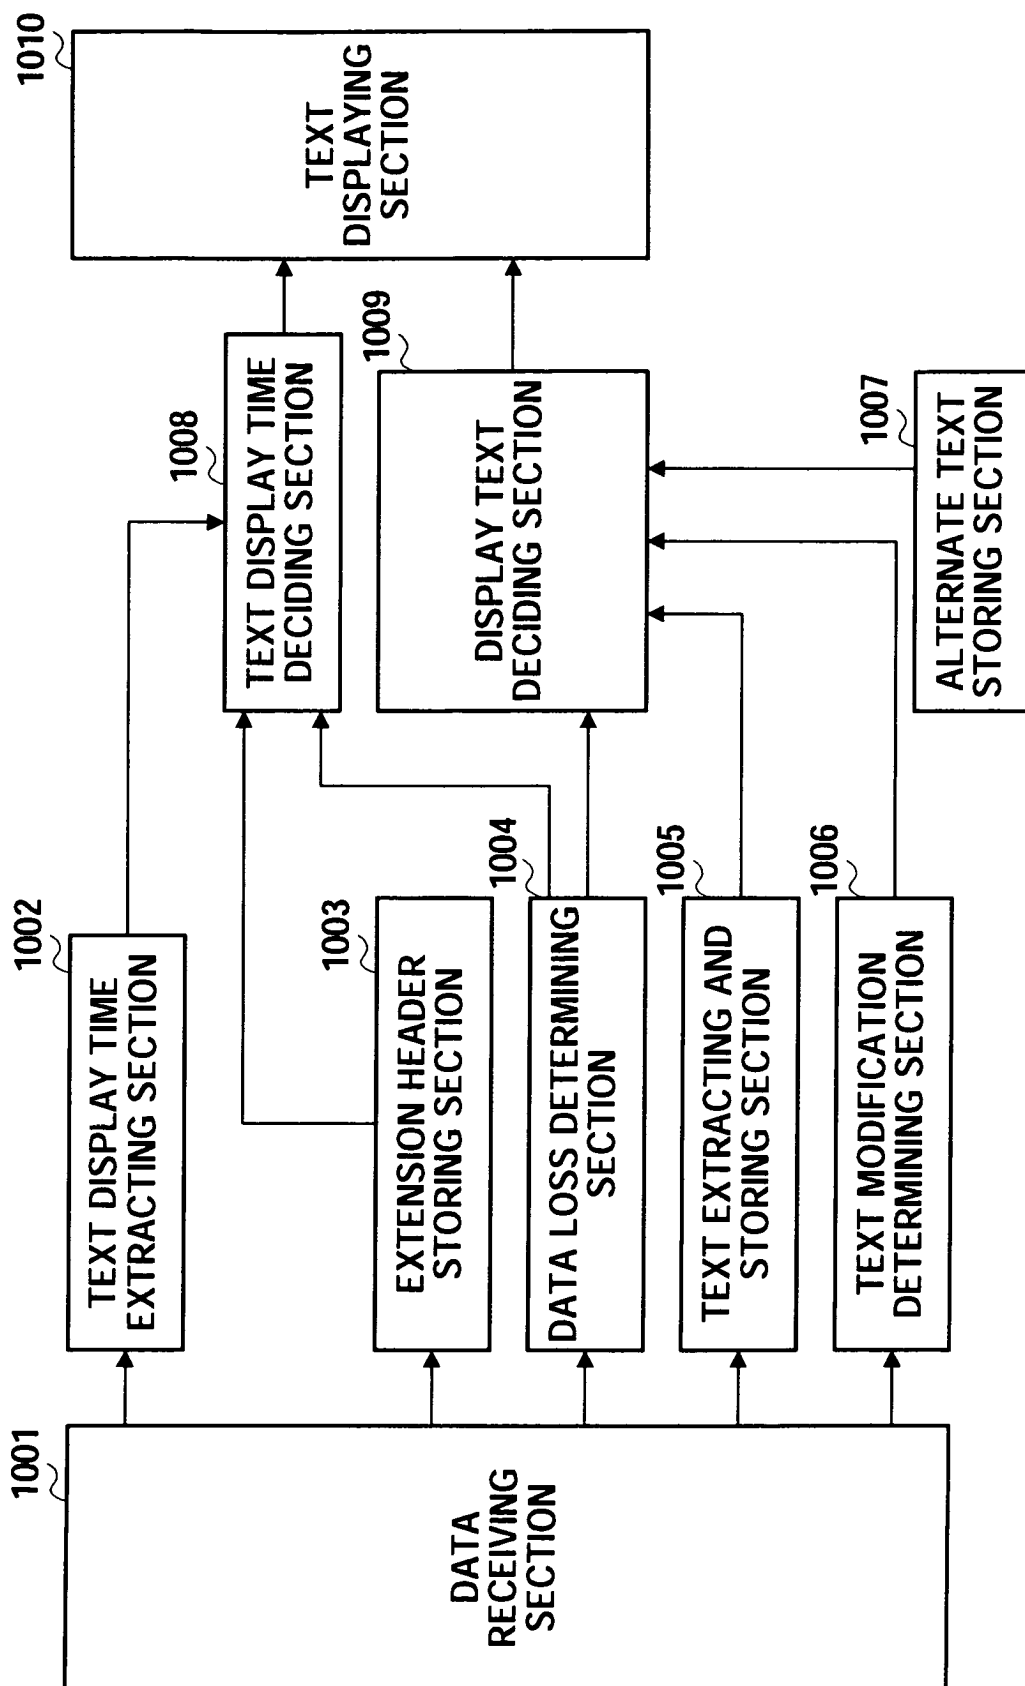 1001
DATA
RECEIVING
SECTION
1002
TEXT DISPLAY TIME
EXTRACTING SECTION
1003
EXTENSION HEADER
STORING SECTION
1004
DATA LOSS DETERMINING
SECTION
1005
TEXT EXTRACTING AND
STORING SECTION
1006
TEXT MODIFICATION
DETERMINING SECTION
1008
TEXT DISPLAY TIME
DECIDING SECTION
1009
DISPLAY TEXT
DECIDING SECTION
1007
ALTERNATE TEXT
STORING SECTION
1010
TEXT
DISPLAYING
SECTION